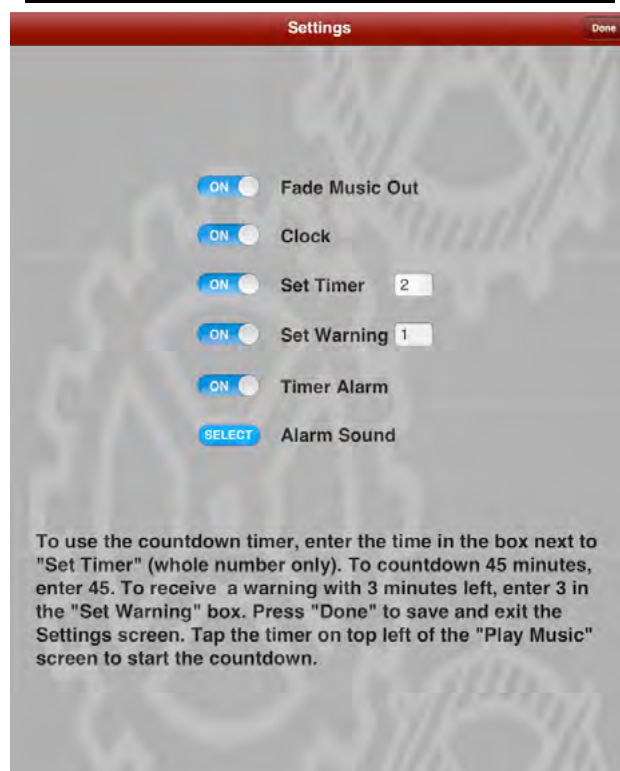 Settings
Done
ON Fade Music Out
ON Clock
ON Set Timer 2
ON Set Warning 1
ON Timer Alarm
SELECT Alarm Sound
To use the countdown timer, enter the time in the box next to
"Set Timer" (whole number only). To countdown 45 minutes,
enter 45. To receive a warning with 3 minutes left, enter 3 in
the "Set Warning" box. Press "Done" to save and exit the
Settings screen. Tap the timer on top left of the "Play Music"
screen to start the countdown.